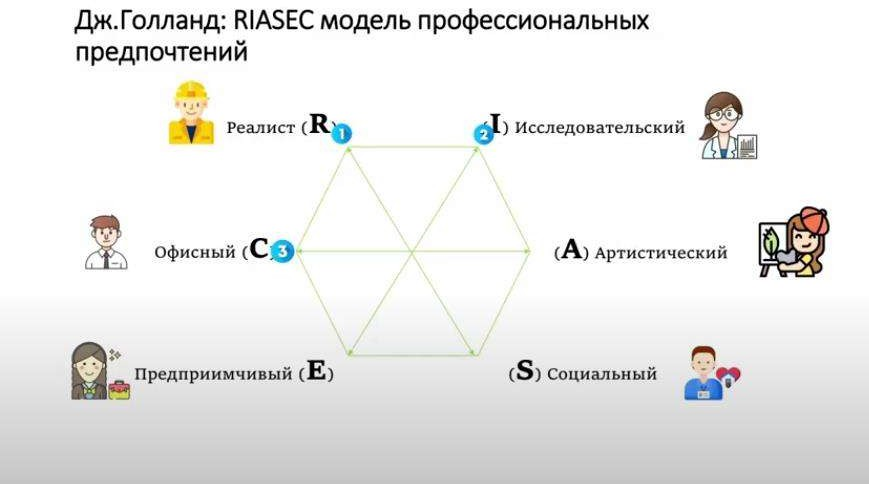 Дж.Голланд: RIASEC модель профессиональных
предпочтений
Реалист (R)
1
2
(I) Исследовательский
Офисный (C
3
(A) Артистический
Предприимчивый (E)
(S) Социальный